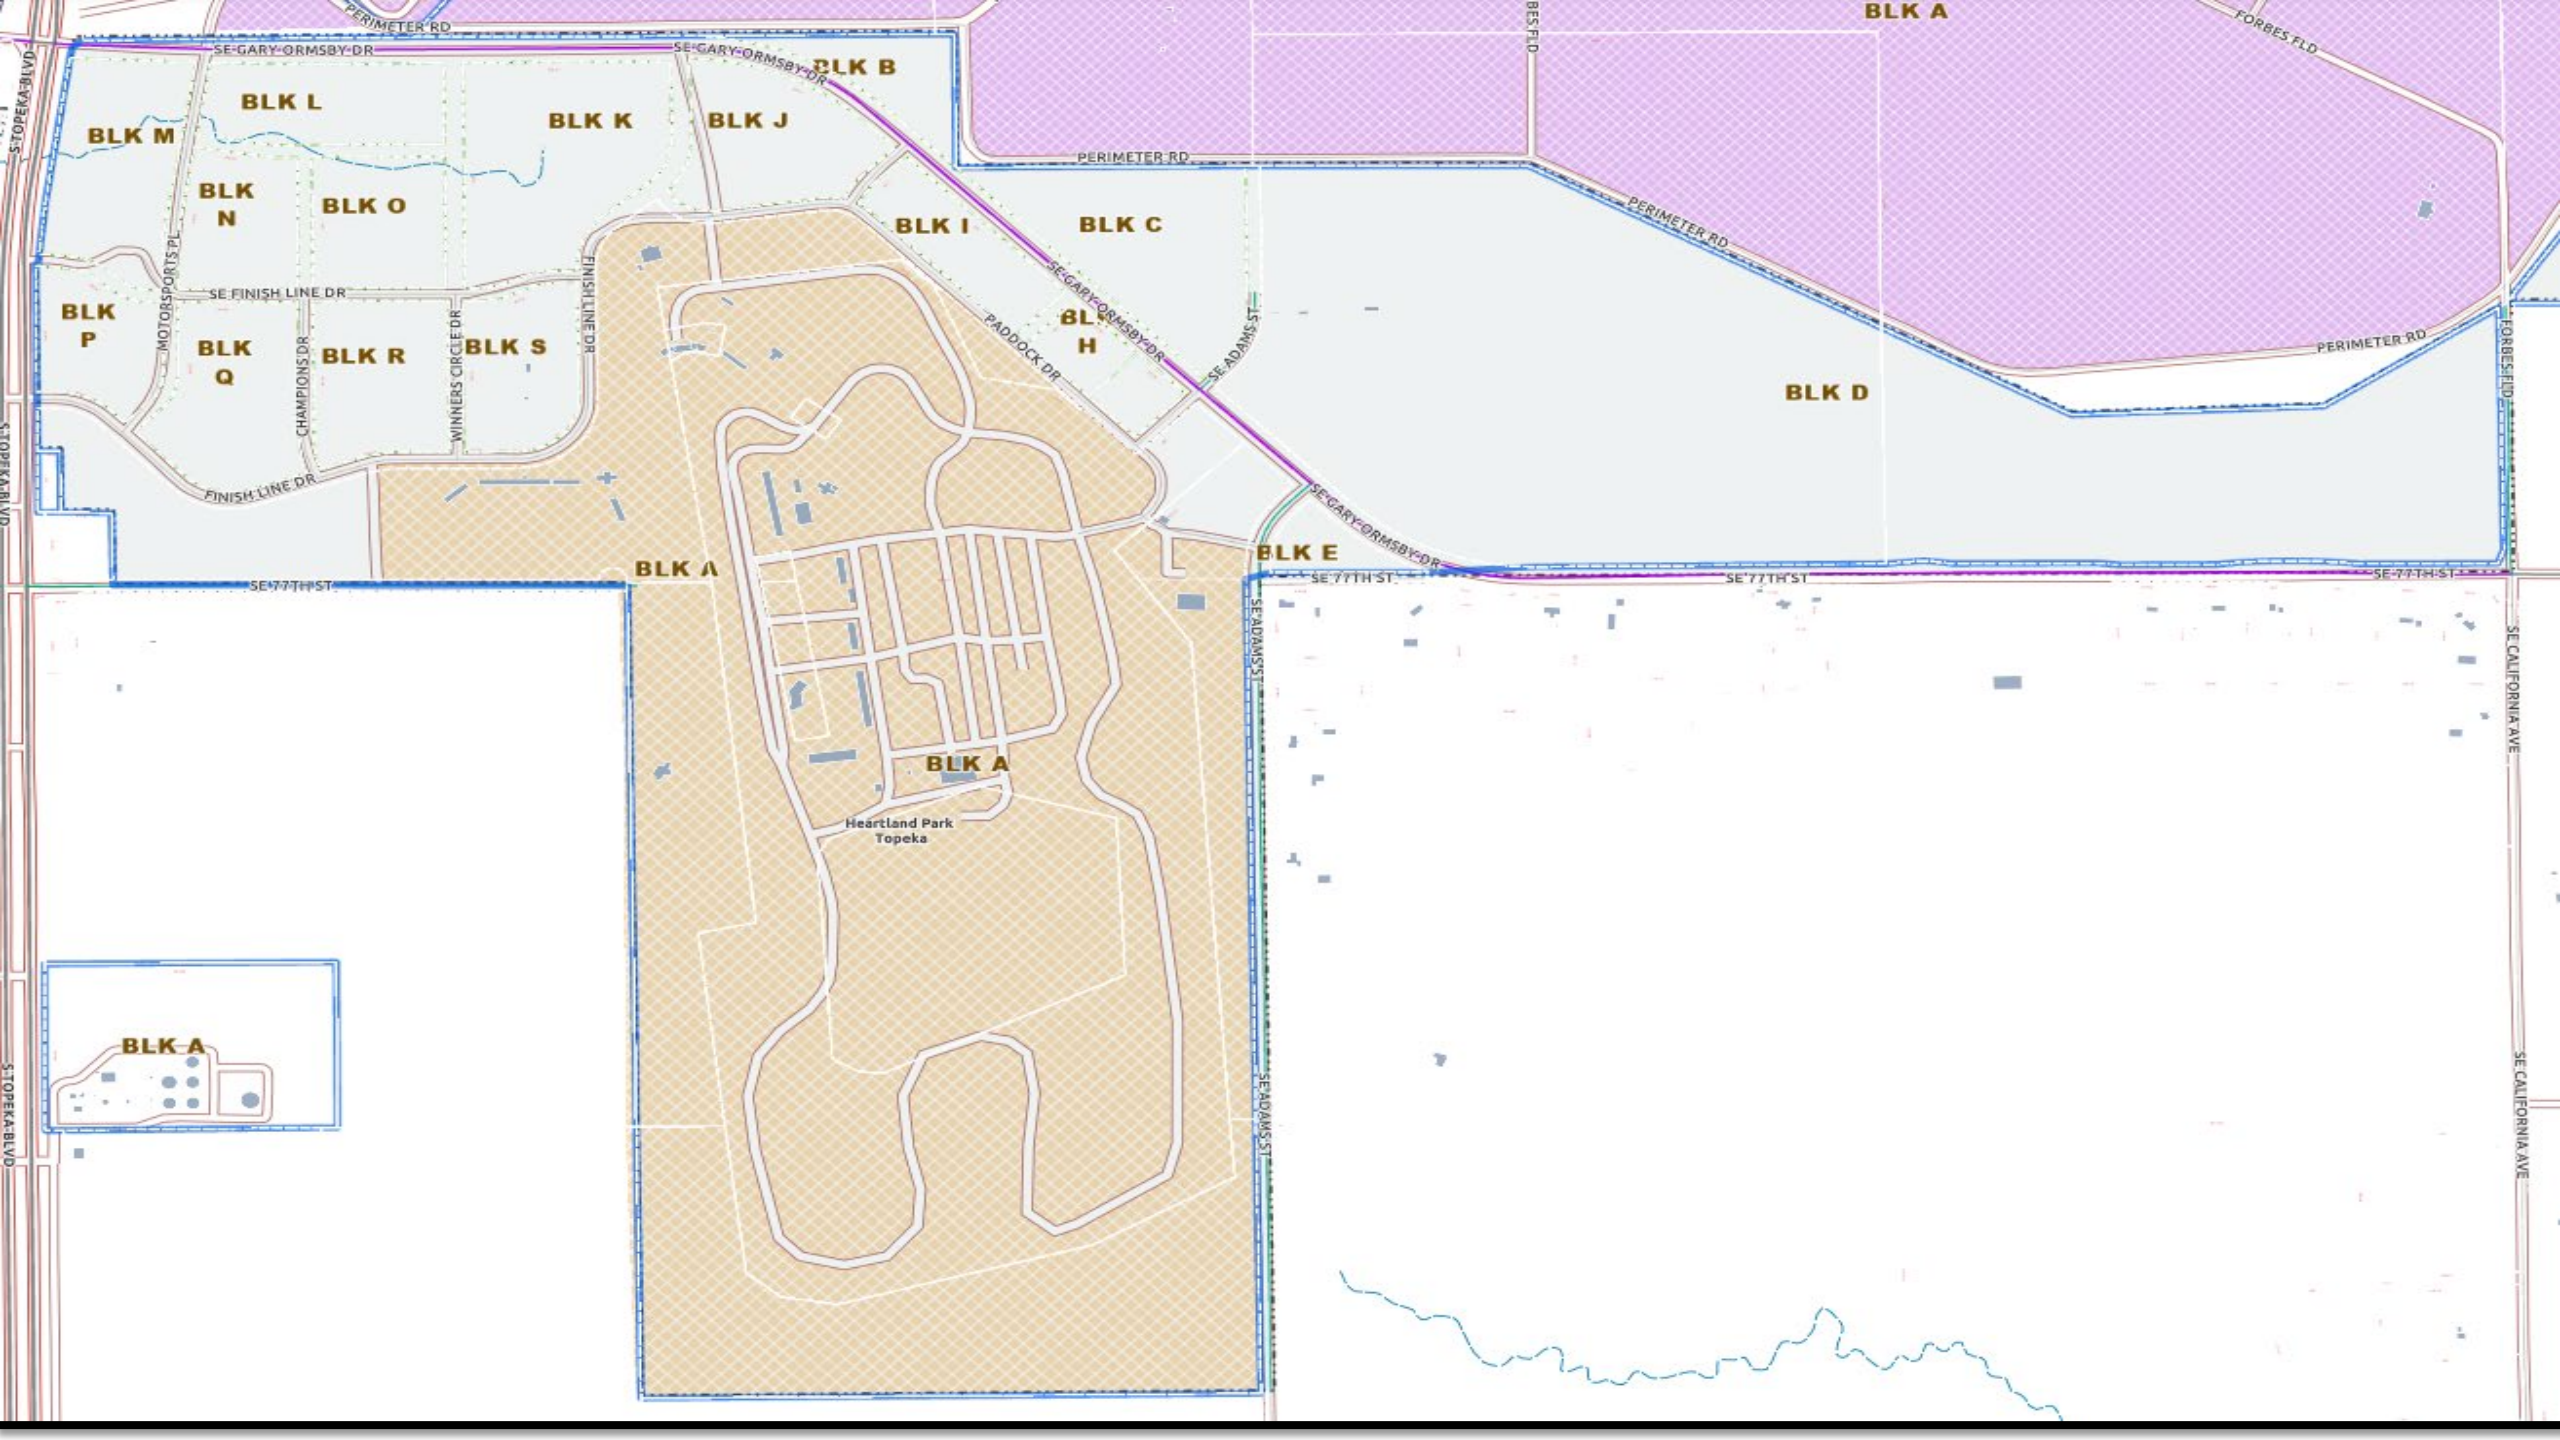 BLK A
FORBES FLD
BES FLD
PERIMETER RD
SE GARY ORMSBY DR
SE GARY ORMSBY DR
S TOPEKA BLVD
BLK B
BLK L
BLK K
BLK J
BLK M
PERIMETER RD
BLK
N
BLK O
BLK I
BLK C
PERIMETER RD
MOTORSPORTS PL
SE FINISH LINE DR
FINISH LINE DR
SE GARY ORMSBY DR
BLK
P
BLK
H
PADDOCK DR
SE ADAMS ST
PERIMETER RD
FORBES FLD
BLK
Q
CHAMPIONS DR
BLK R
WINNERS CIRCLE DR
BLK S
BLK D
S TOPEKA BLVD
FINISH LINE DR
SE GARY ORMSBY DR
BLK E
BLK A
SE 77TH ST
SE 77TH ST
SE 77TH ST
SE 77TH ST
SE ADAMS ST
SE CALIFORNIA AVE
BLK A
Heartland Park
Topeka
BLK A
S TOPEKA BLVD
SE ADAMS ST
SE CALIFORNIA AVE